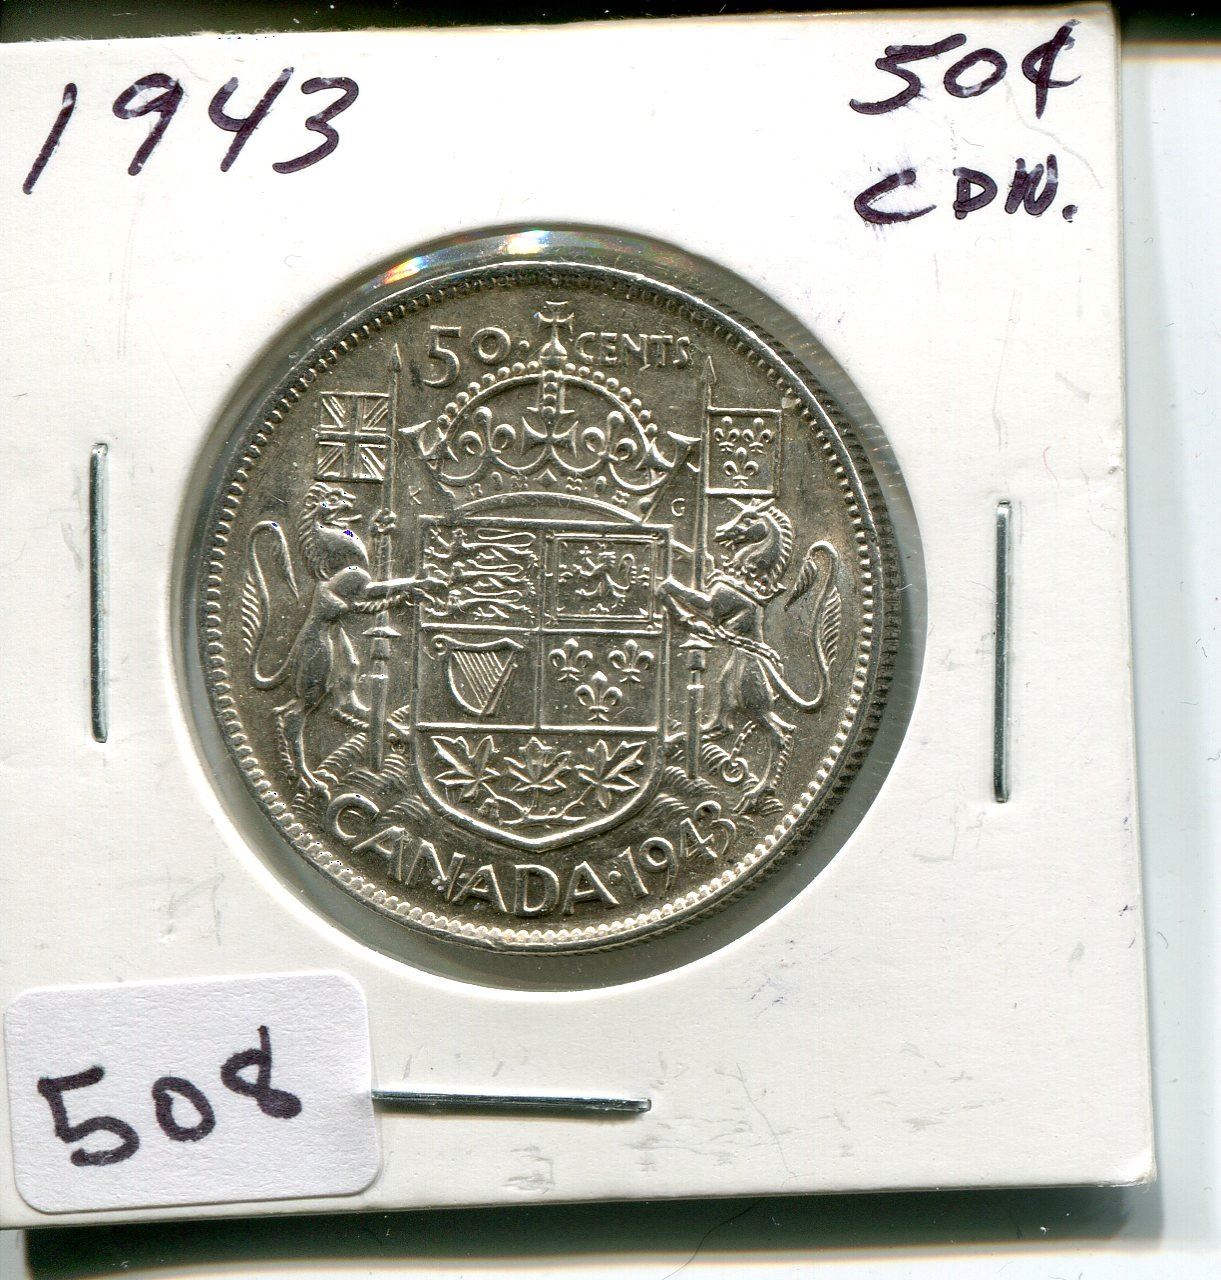 1943
50¢
CDN.
50 CENTS
K G
CANADA·1943
508